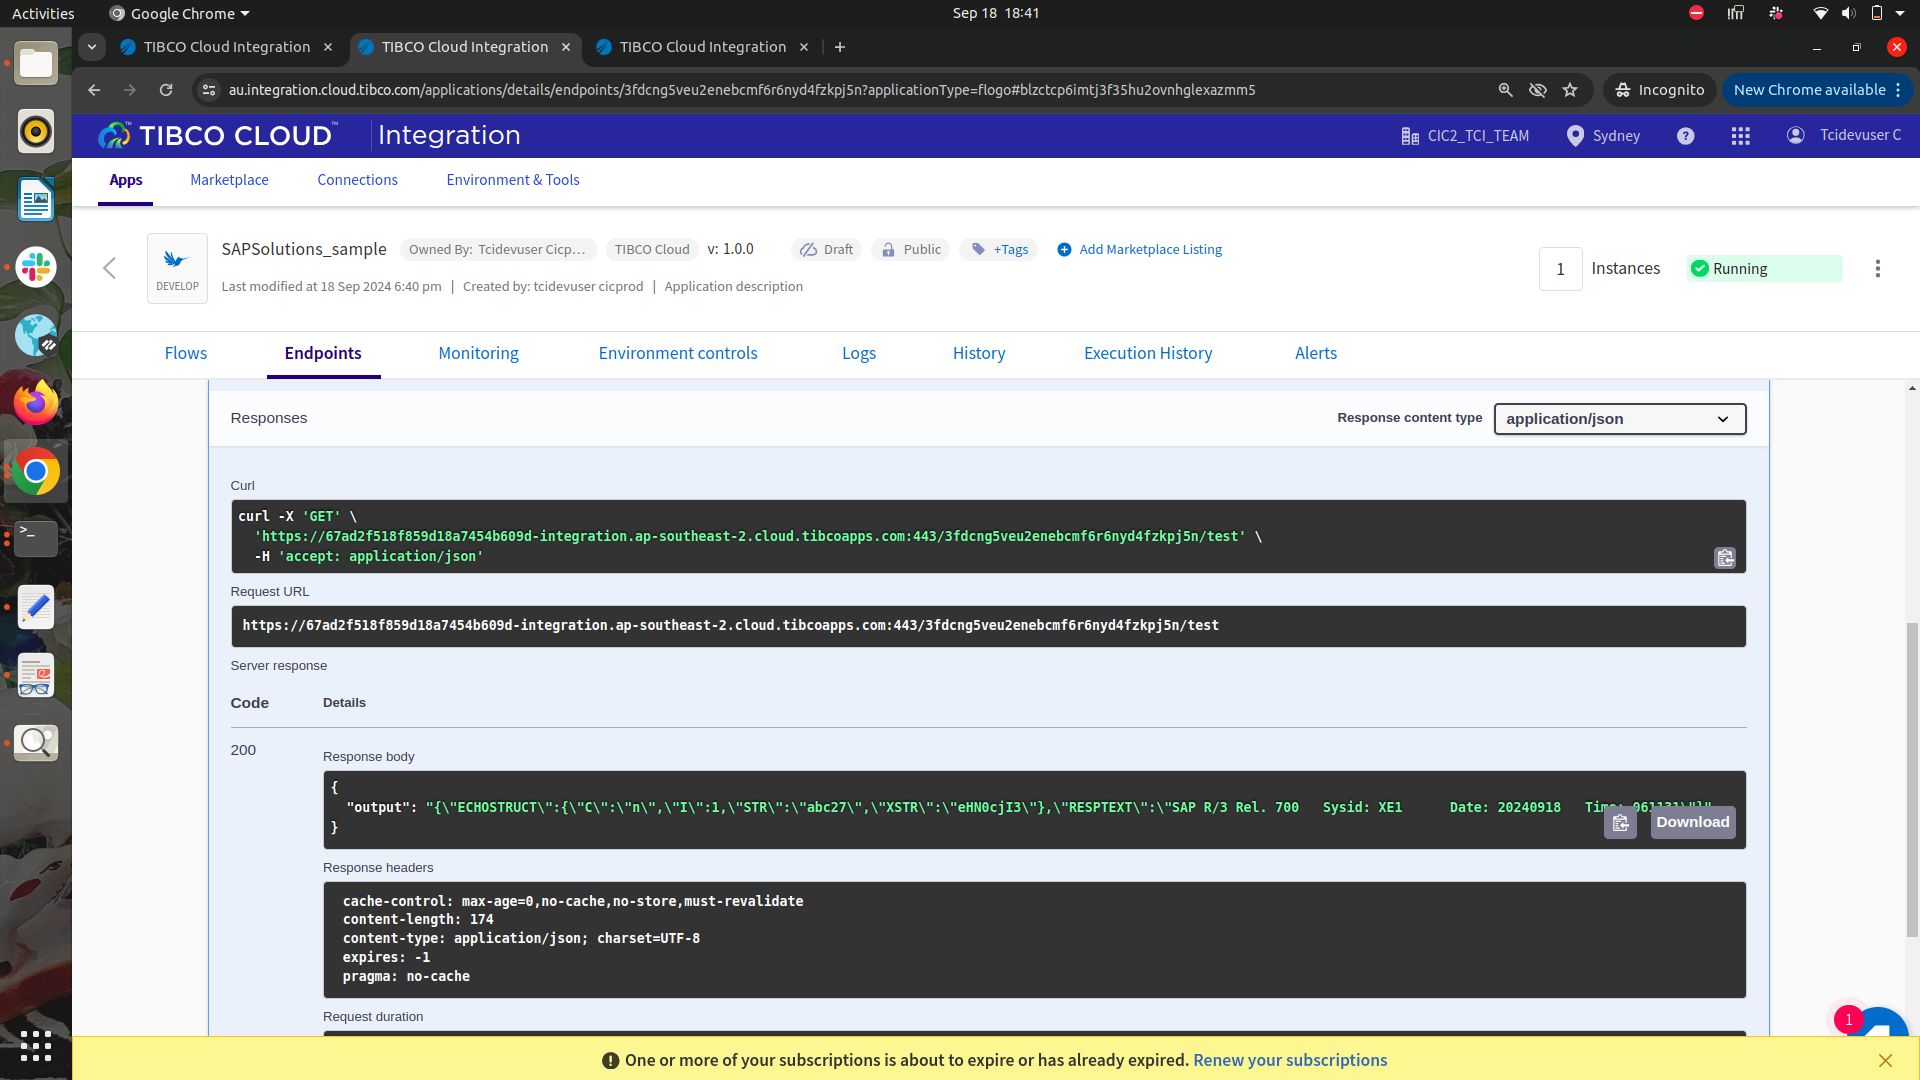 Activities
Google Chrome
Sep 18 18:41
TIBCO Cloud Integration
TIBCO Cloud Integration
TIBCO Cloud Integration
au.integration.cloud.tibco.com/applications/details/endpoints/3fdcng5veu2enebcmf6r6nyd4fzkpj5n?applicationType=flogo#blzctcp6imtj3f35hu2ovnhglexazmm5
Incognito
New Chrome available
TIBCO CLOUD™ Integration
CIC2_TCI_TEAM
Sydney
Tcidevuser C
Apps
Marketplace
Connections
Environment & Tools
DEVELOP
SAPSolutions_sample
Owned By: Tcidevuser Cicp...
TIBCO Cloud
v: 1.0.0
Draft
Public
+Tags
Add Marketplace Listing
Last modified at 18 Sep 2024 6:40 pm | Created by: tcidevuser cicprod | Application description
1
Instances
Running
Flows
Endpoints
Monitoring
Environment controls
Logs
History
Execution History
Alerts
Responses
Response content type
application/json
Curl
curl -X 'GET' \
'https://67ad2f518f859d18a7454b609d-integration.ap-southeast-2.cloud.tibcoapps.com:443/3fdcng5veu2enebcmf6r6nyd4fzkpj5n/test' \
-H 'accept: application/json'
Request URL
https://67ad2f518f859d18a7454b609d-integration.ap-southeast-2.cloud.tibcoapps.com:443/3fdcng5veu2enebcmf6r6nyd4fzkpj5n/test
Server response
Code
Details
200
Response body
{
"output": "{\"ECHOSTRUCT\":{\"C\":\"n\",\"I\":1,\"STR\":\"abc27\",\"XSTR\":\"eHN0cjI3\"},\"RESPTEXT\":\"SAP R/3 Rel. 700 Sysid: XE1 Date: 20240918 Time:
}
Download
Response headers
cache-control: max-age=0,no-cache,no-store,must-revalidate
content-length: 174
content-type: application/json; charset=UTF-8
expires: -1
pragma: no-cache
Request duration
1
One or more of your subscriptions is about to expire or has already expired. Renew your subscriptions